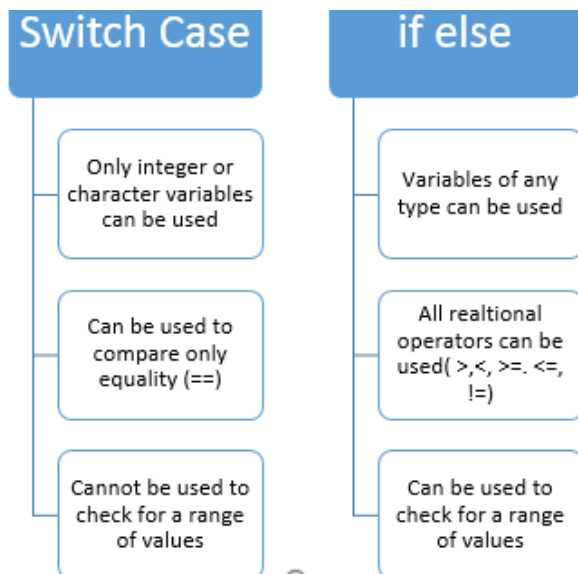 Switch Case
Only integer or
character variables
can be used
Can be used to
compare only
equality (==)
Cannot be used to
check for a range
of values
if else
Variables of any
type can be used
All realtional
operators can be
used( >,<, >=. <=,
!=)
Can be used to
check for a range
of values